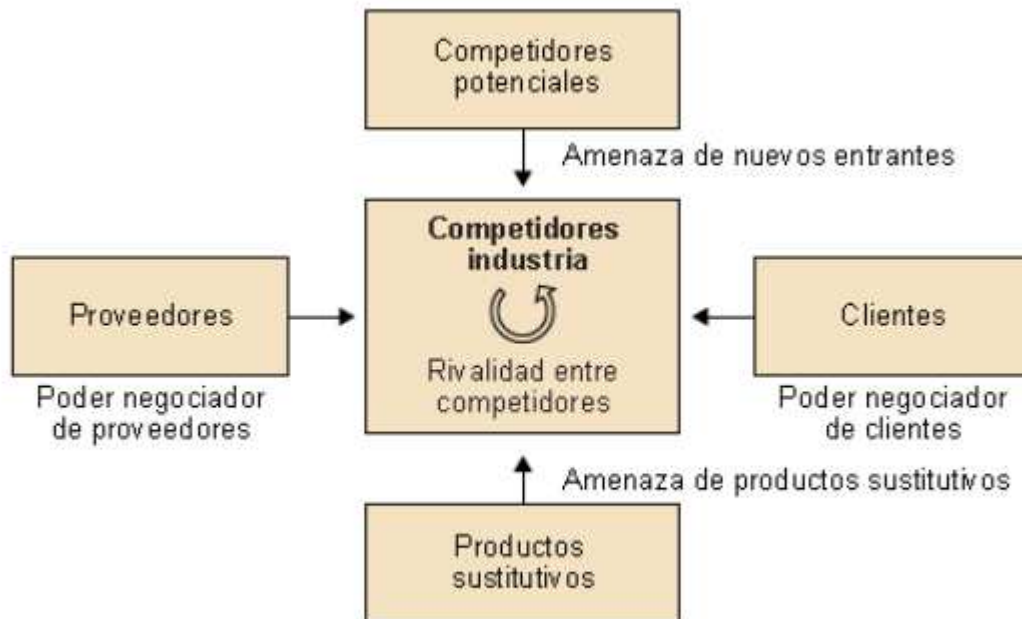 Competidores
potenciales
Amenaza de nuevos entrantes
Competidores
industria
Rivalidad entre
competidores
Proveedores
Poder negociador
de proveedores
Clientes
Poder negociador
de clientes
Amenaza de productos sustitutivos
Productos
sustitutivos